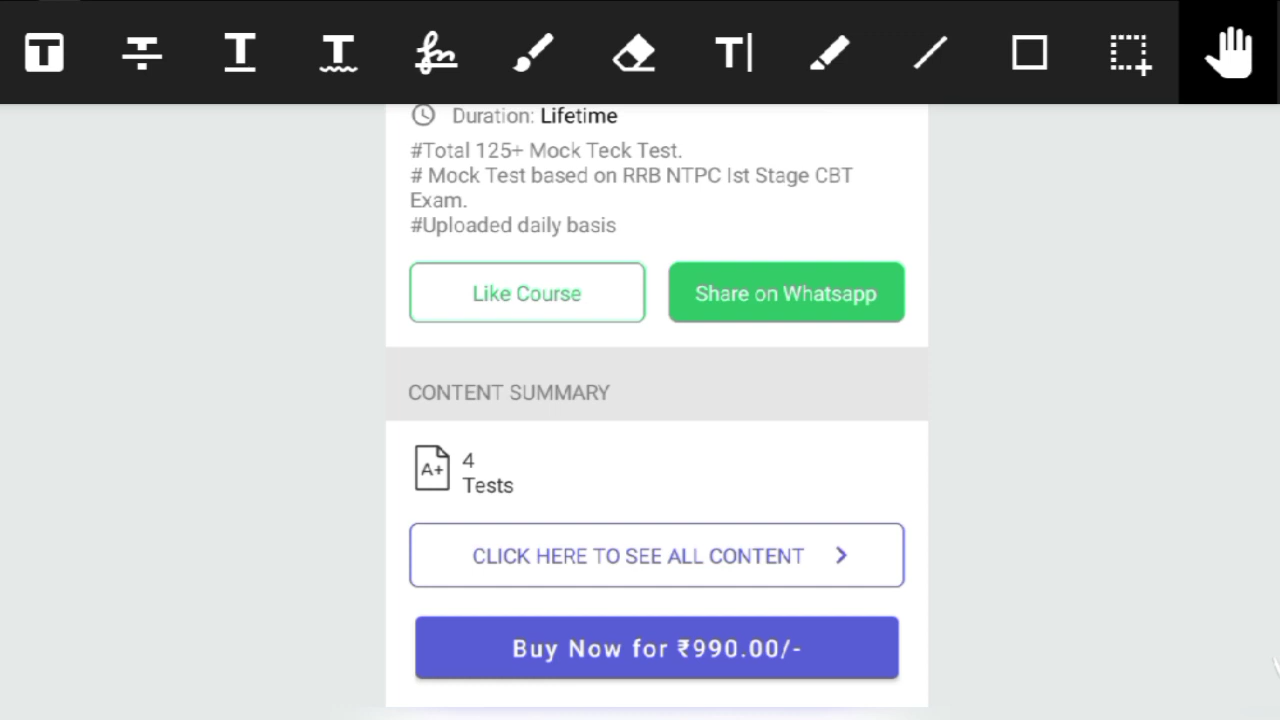 Duration: Lifetime
#Total 125+ Mock Teck Test.
# Mock Test based on RRB NTPC Ist Stage CBT
Exam.
#Uploaded daily basis
Like Course
Share on Whatsapp
CONTENT SUMMARY
A+
4
Tests
CLICK HERE TO SEE ALL CONTENT
Buy Now for ₹990.00/-